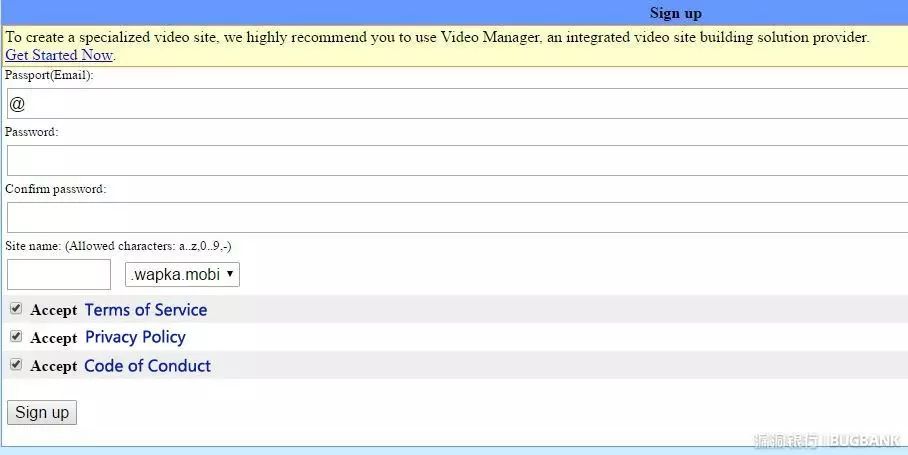 Sign up
To create a specialized video site, we highly recommend you to use Video Manager, an integrated video site building solution provider.
Get Started Now.
Passport(Email):
@
Password:
Confirm password:
Site name: (Allowed characters: a..z,0..9,-)
.wapka.mobi
Accept Terms of Service
Accept Privacy Policy
Accept Code of Conduct
Sign up
漏洞银行 | BUGBANK